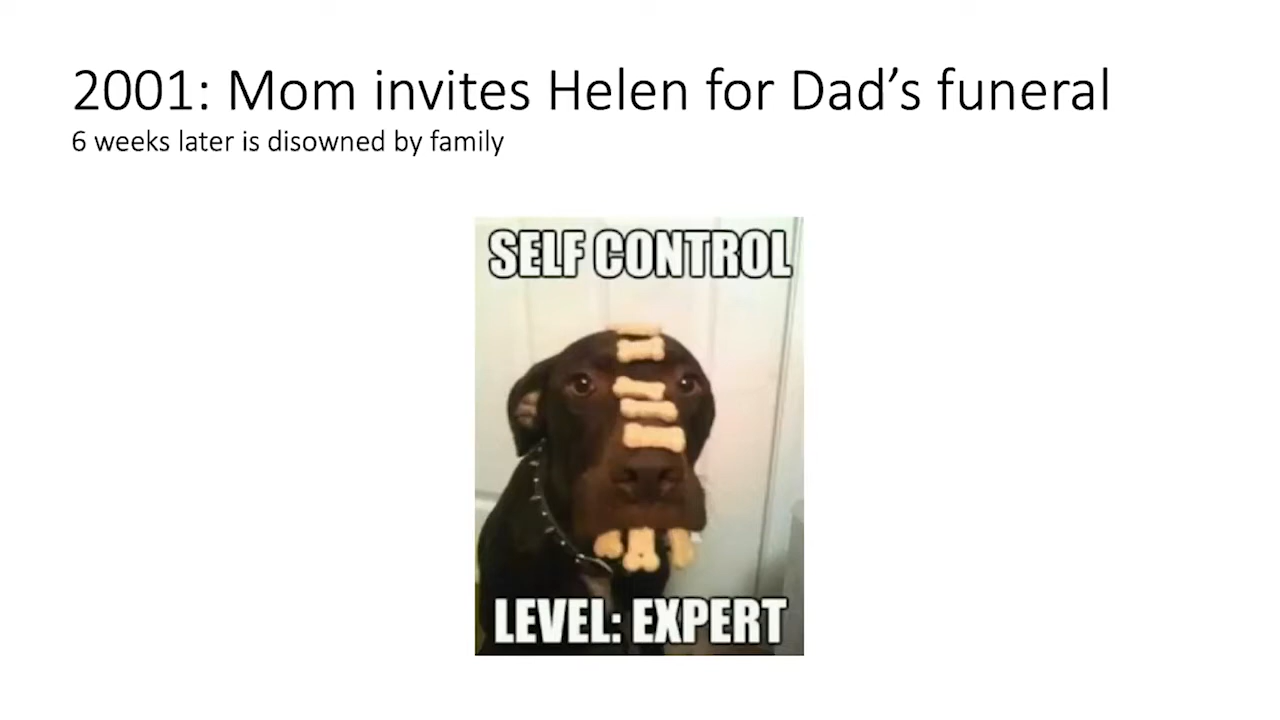 2001: Mom invites Helen for Dad’s funeral
6 weeks later is disowned by family
SELF CONTROL
LEVEL: EXPERT